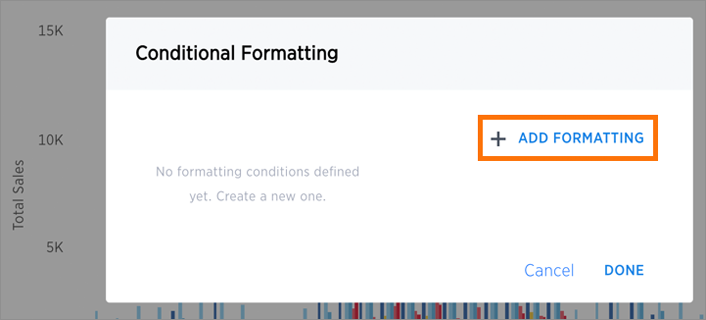 15K
Conditional Formatting
10K
+ ADD FORMATTING
No formatting conditions defined
yet. Create a new one.
Total Sales
5K
Cancel
DONE